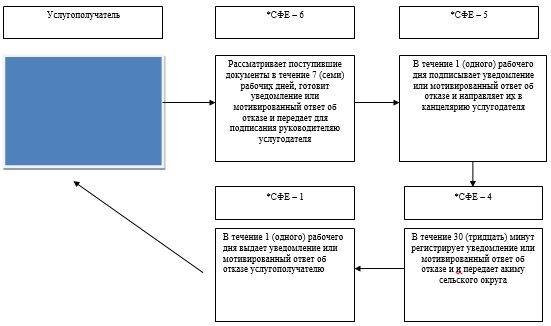 Услугополучатель
*СФЕ – 6
*СФЕ – 5
Рассматривает поступившие
документы в течение 7 (семи)
рабочих дней, готовит
уведомление или
мотивированный ответ об
отказе и передает для
подписания руководителю
услугодателя
В течение 1 (одного) рабочего
дня подписывает уведомление
или мотивированный ответ об
отказе и направляет их в
канцелярию услугодателя
*СФЕ – 1
*СФЕ – 4
В течение 1 (одного) рабочего
дня выдает уведомление или
мотивированный ответ об
отказе услугополучателю
В течение 30 (тридцать) минут
регистрирует уведомление или
мотивированный ответ об
отказе и и передает акиму
сельского округа